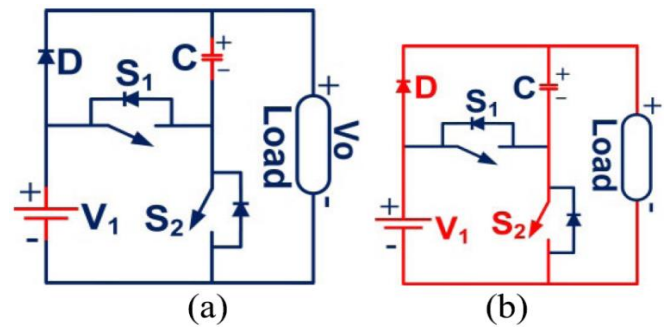 D
S1
C
+
-
+
Load
Vo
-
+
V1
-
S2
(a)
D
S1
C
+
-
+
Load
-
+
V1
-
S2
(b)